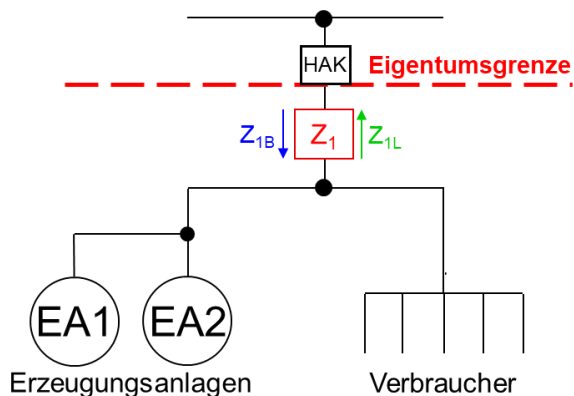 HAK
Eigentumsgrenze
Z1B
Z1
Z1L
EA1
EA2
Erzeugungsanlagen
Verbraucher